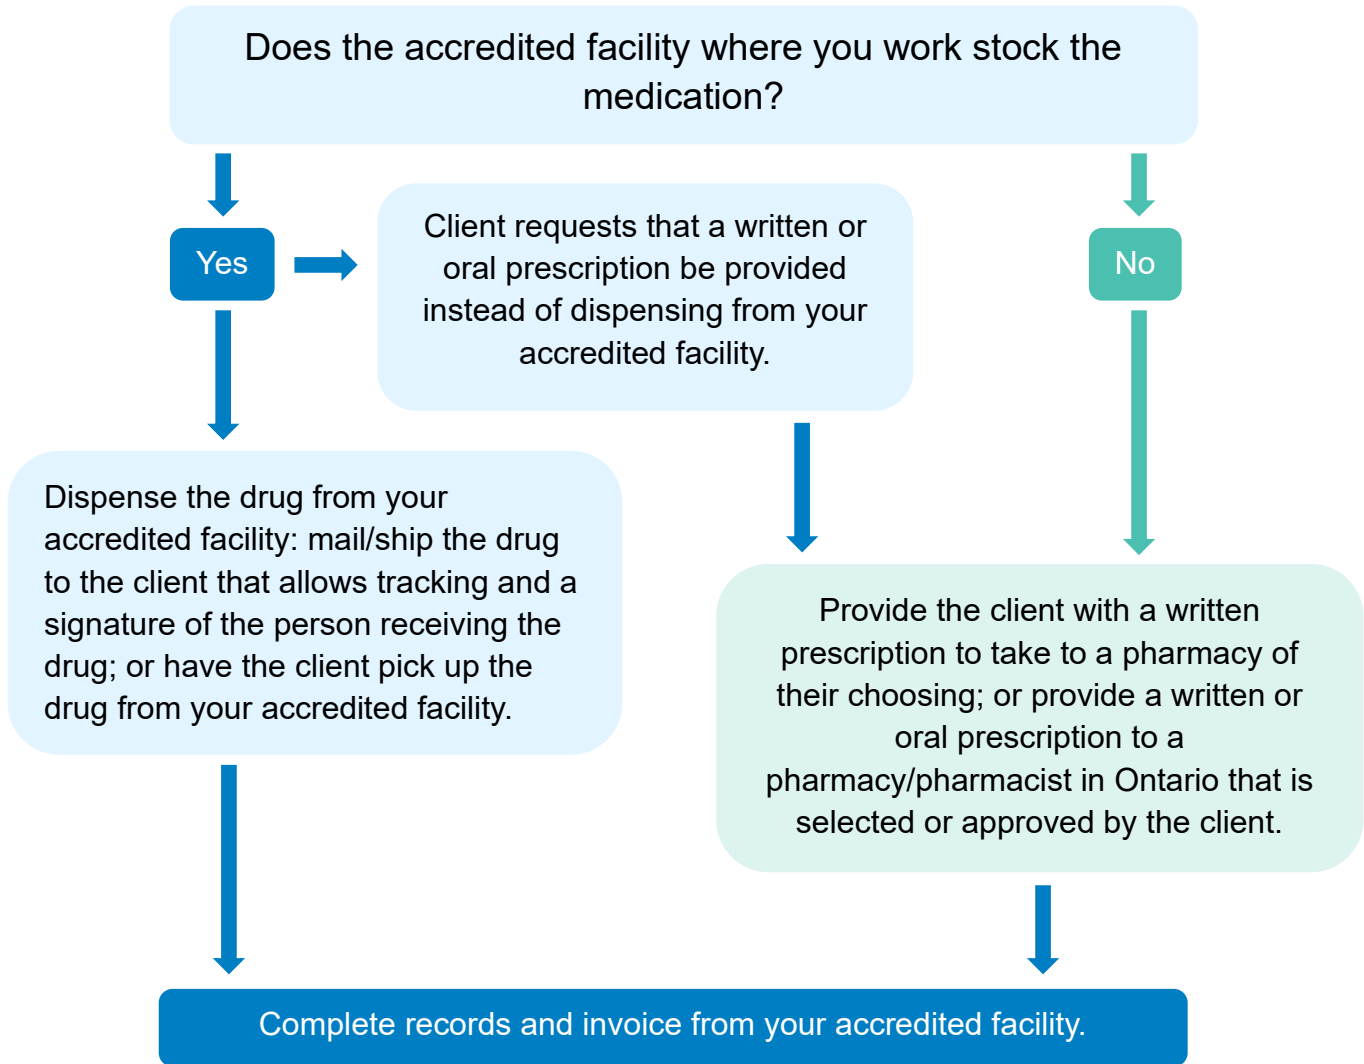 Does the accredited facility where you work stock the
medication?
Yes
Client requests that a written or
oral prescription be provided
instead of dispensing from your
accredited facility.
No
Dispense the drug from your
accredited facility: mail/ship the drug
to the client that allows tracking and a
signature of the person receiving the
drug; or have the client pick up the
drug from your accredited facility.
Provide the client with a written
prescription to take to a pharmacy of
their choosing; or provide a written or
oral prescription to a
pharmacy/pharmacist in Ontario that is
selected or approved by the client.
Complete records and invoice from your accredited facility.